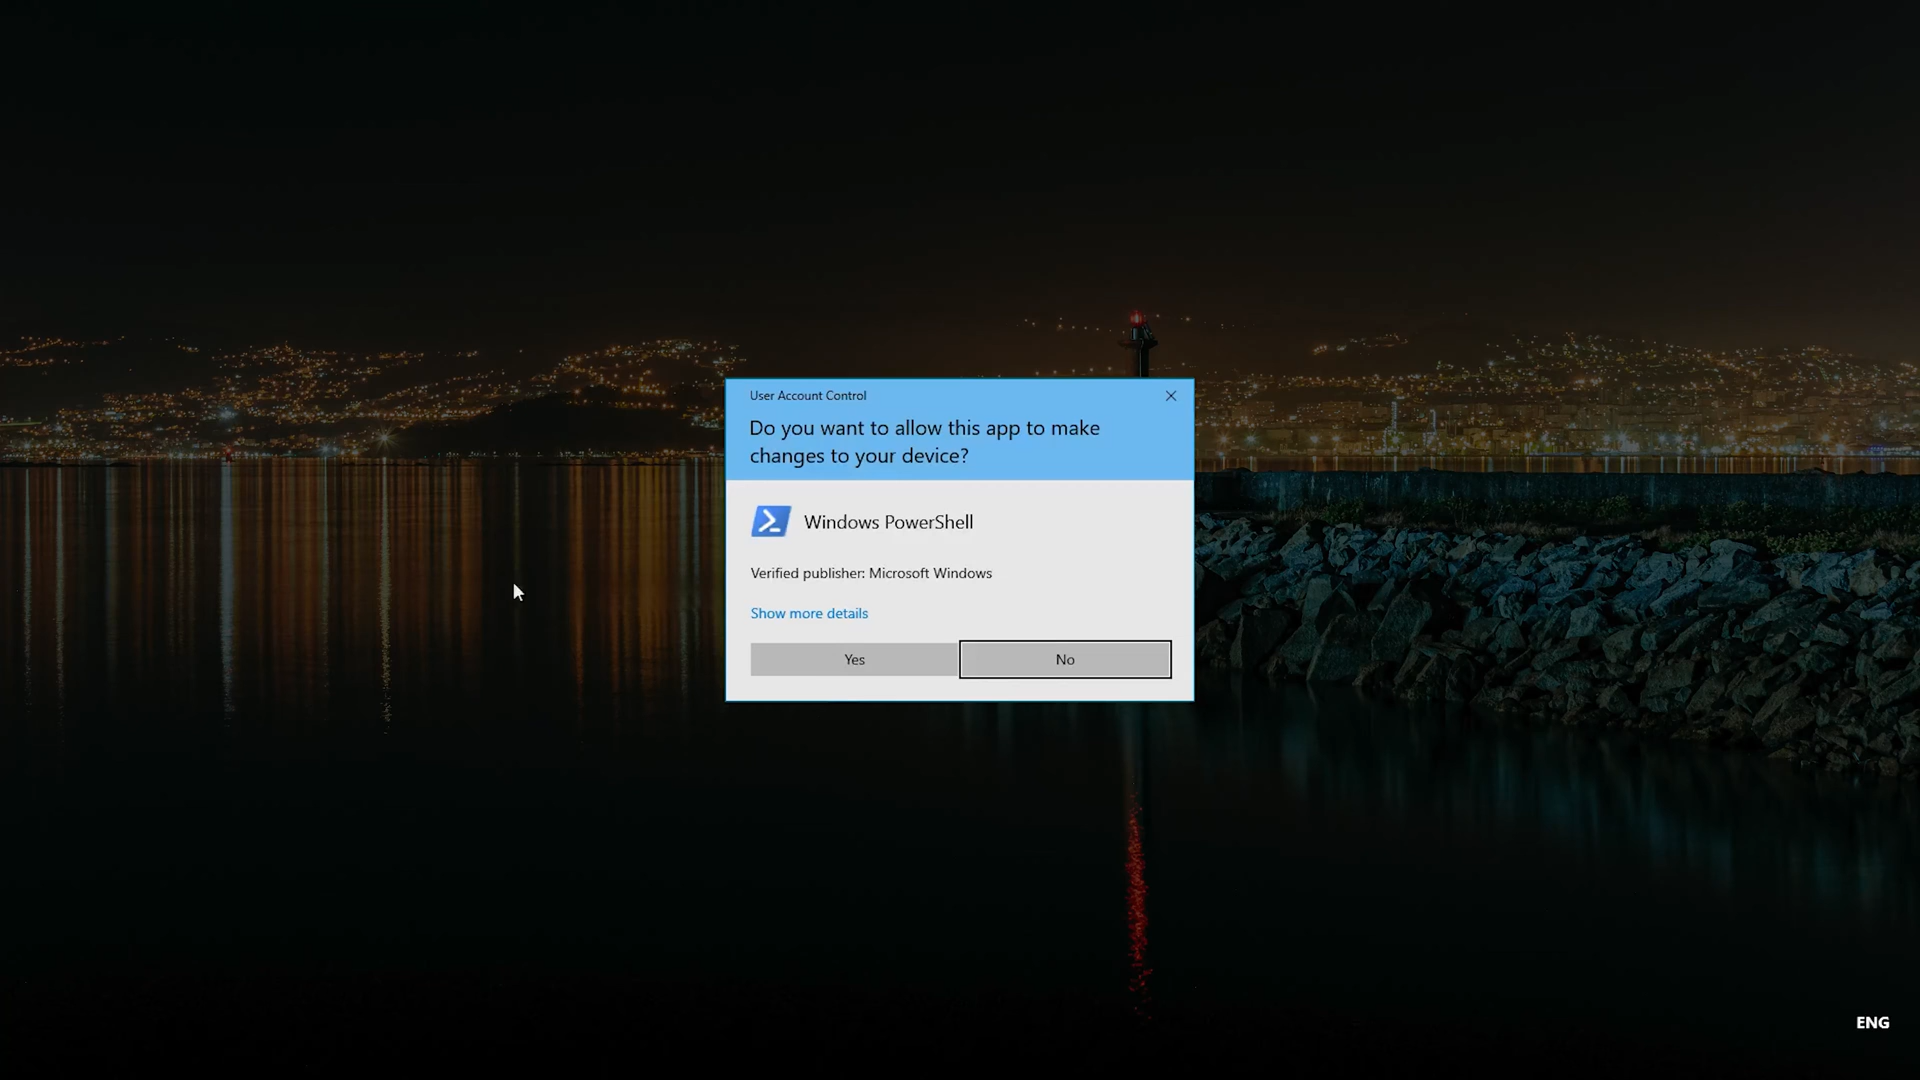 User Account Control
Do you want to allow this app to make
changes to your device?
Windows PowerShell
Verified publisher: Microsoft Windows
Show more details
Yes
No
ENG